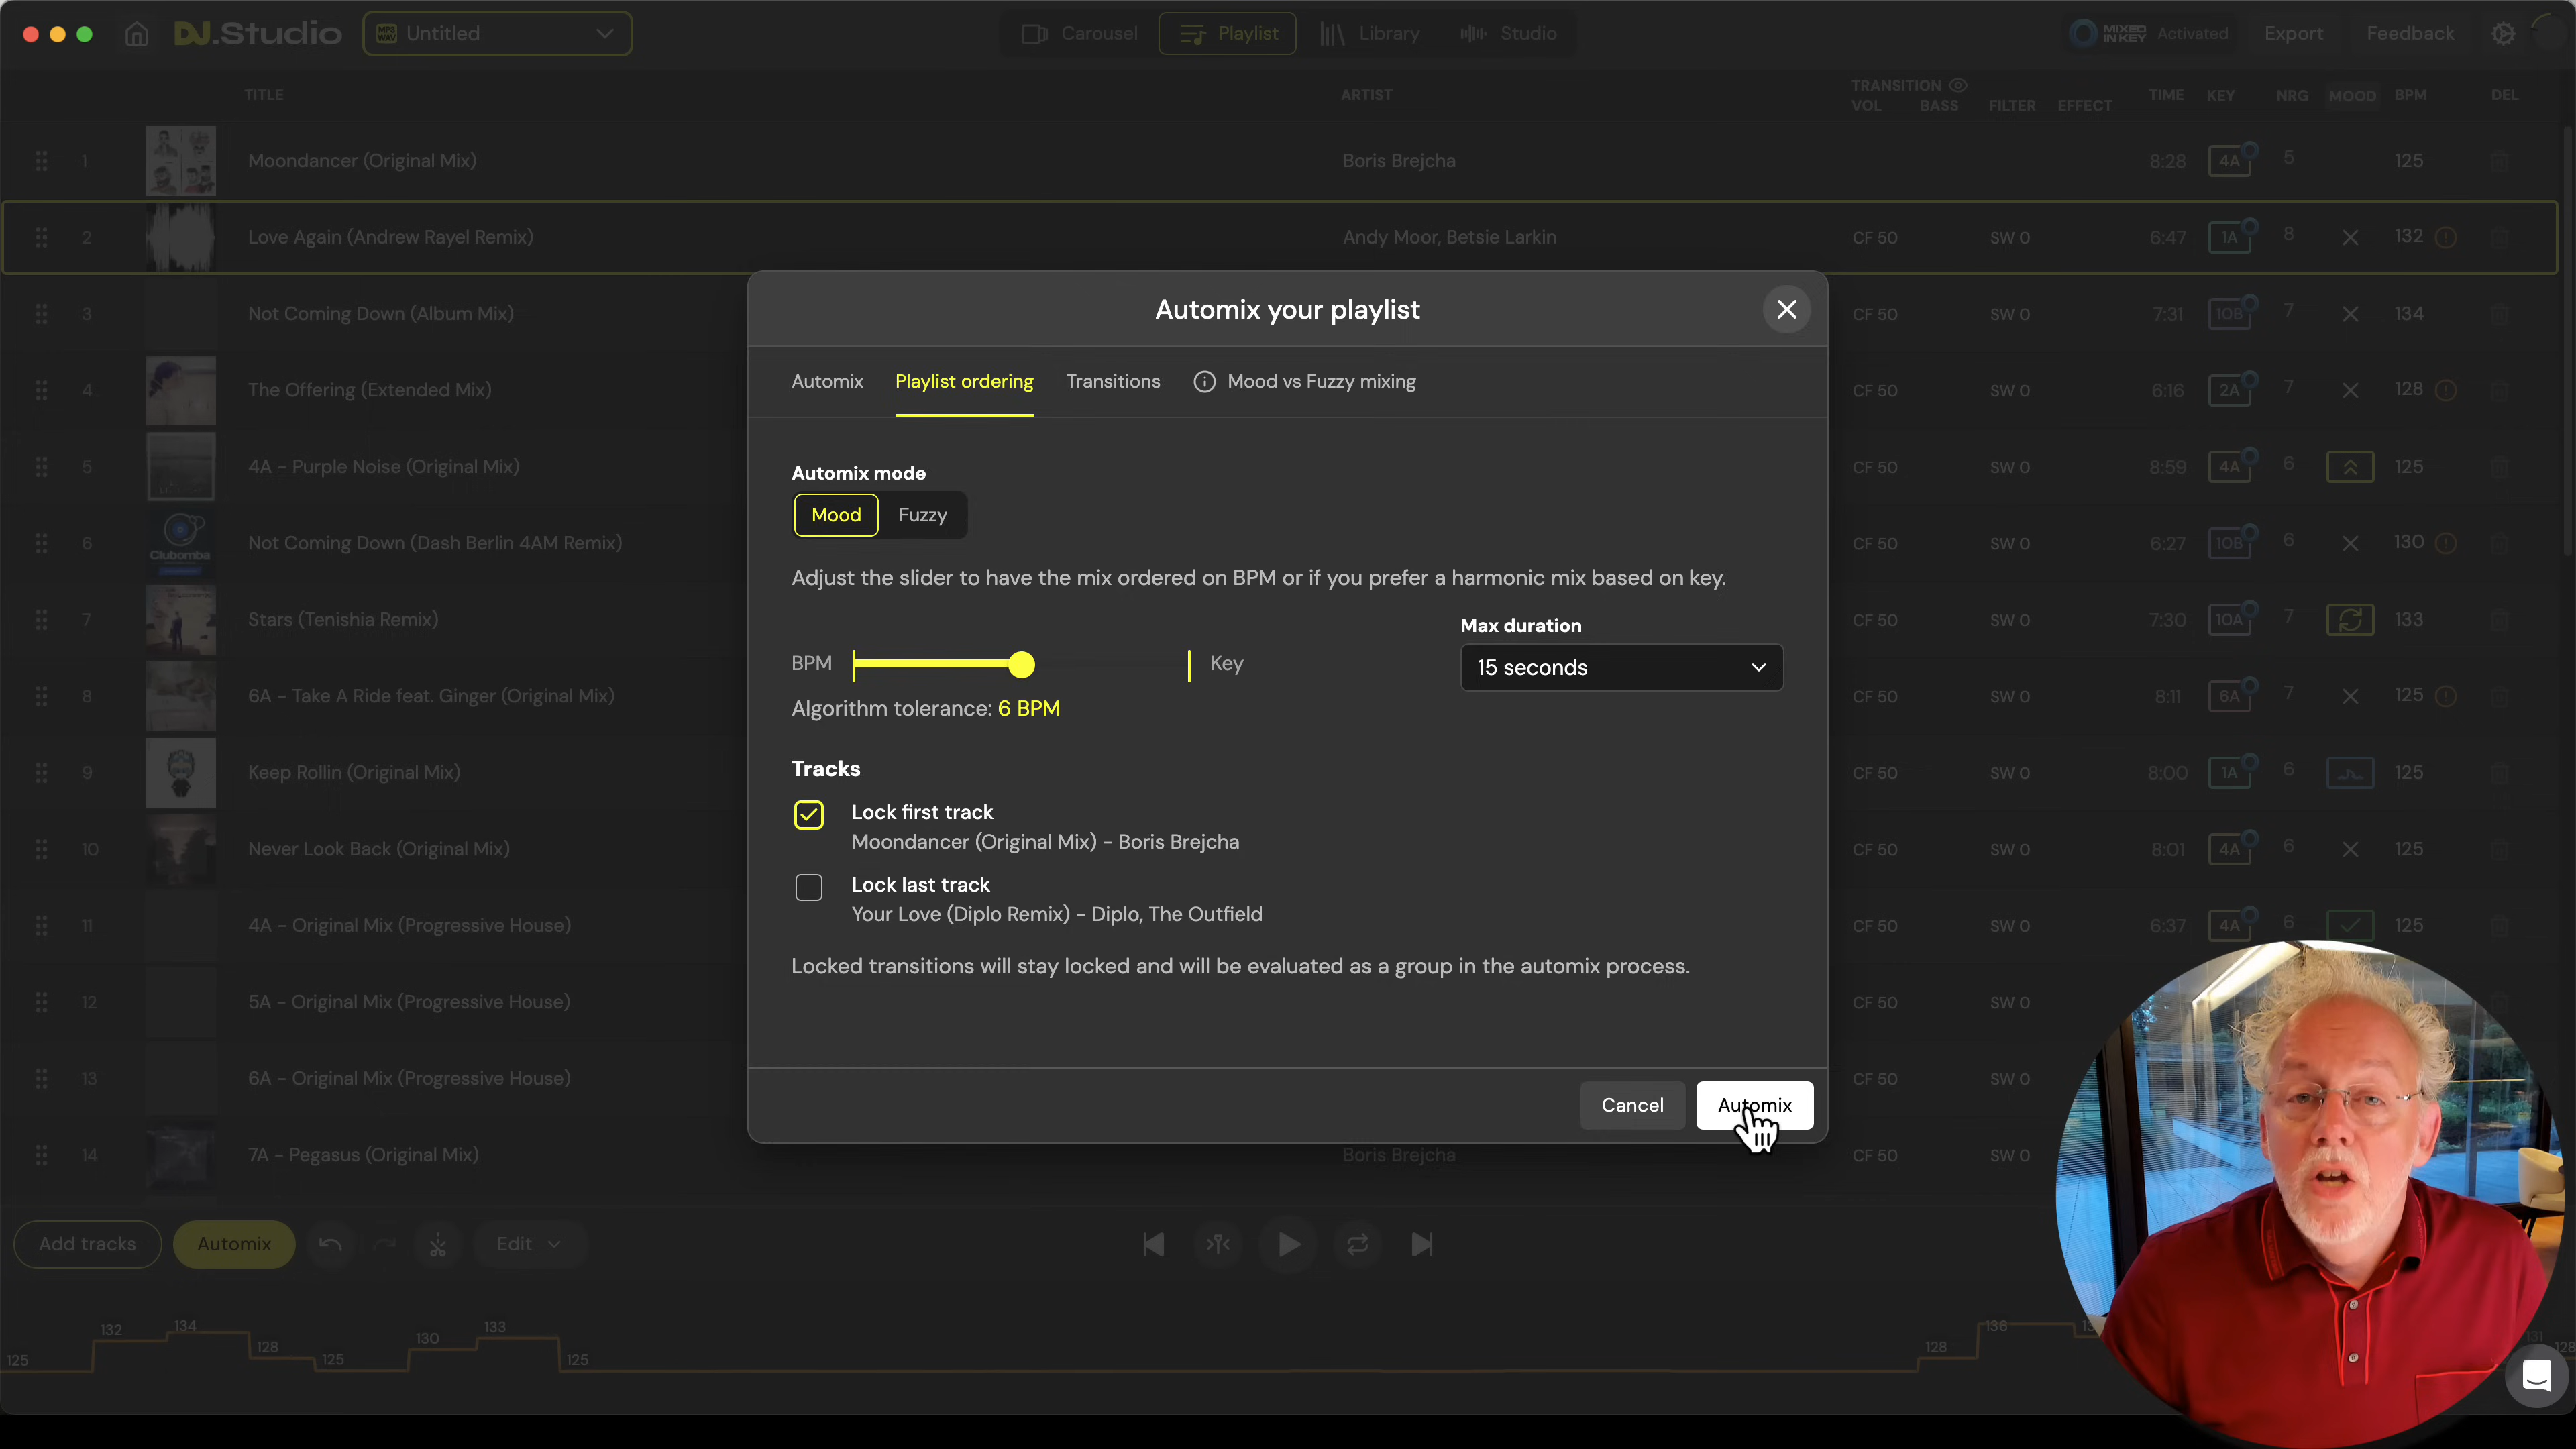 DJ.Studio
MIX WAV
Untitled
Carousel
Playlist
Library
Studio
MIXED IN KEY
Activated
Export
Feedback
TITLE
ARTIST
TRANSITION
VOL
BASS
FILTER
EFFECT
TIME
KEY
NRG
MOOD
BPM
DEL
1 Moondancer (Original Mix) Boris Brejcha 8:28 4A 5 125
2 Love Again (Andrew Rayel Remix) Andy Moor, Betsie Larkin CF 50 SW 0 6:47 1A 8 132
3 Not Coming Down (Album Mix) CF 50 SW 0 7:31 10B 7 134
4 The Offering (Extended Mix) CF 50 SW 0 6:16 2A 7 128
5 4A - Purple Noise (Original Mix) CF 50 SW 0 8:59 4A 6 125
Clubomba
6 Not Coming Down (Dash Berlin 4AM Remix) CF 50 SW 0 6:27 10B 6 130
7 Stars (Tenishia Remix) CF 50 SW 0 7:30 10A 7 133
8 6A - Take A Ride feat. Ginger (Original Mix) CF 50 SW 0 8:11 6A 7 125
9 Keep Rollin (Original Mix) CF 50 SW 0 8:00 1A 6 125
10 Never Look Back (Original Mix) CF 50 SW 0 8:01 4A 6 125
11 4A - Original Mix (Progressive House) CF 50 SW 0 6:37 4A 6 125
12 5A - Original Mix (Progressive House) CF 50 SW 0
13 6A - Original Mix (Progressive House) CF 50 SW 0
14 7A - Pegasus (Original Mix) Boris Brejcha CF 50 SW 0
Automix your playlist
Automix
Playlist ordering
Transitions
Mood vs Fuzzy mixing
Automix mode
Mood
Fuzzy
Adjust the slider to have the mix ordered on BPM or if you prefer a harmonic mix based on key.
Max duration
BPM
Key
15 seconds
Algorithm tolerance: 6 BPM
Tracks
Lock first track
Moondancer (Original Mix) - Boris Brejcha
Lock last track
Your Love (Diplo Remix) - Diplo, The Outfield
Locked transitions will stay locked and will be evaluated as a group in the automix process.
Cancel
Automix
Add tracks
Automix
Edit
125
132
134
128
125
130
133
125
128
136
131
128